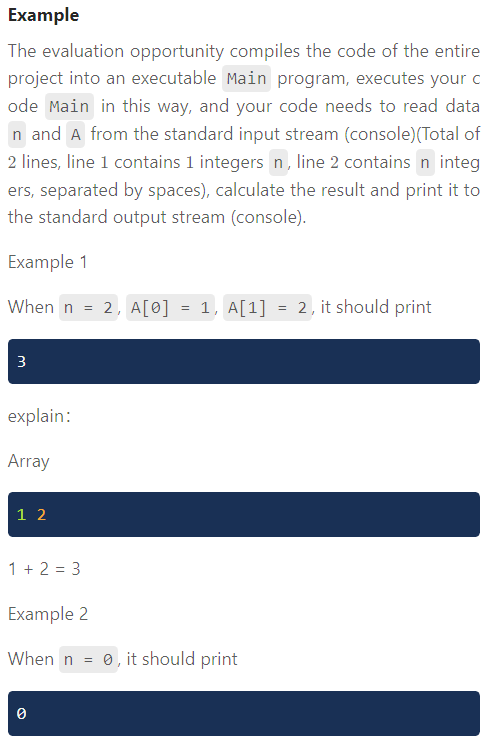 Example
The evaluation opportunity compiles the code of the entire
project into an executable Main program, executes your c
ode Main in this way, and your code needs to read data
n and A from the standard input stream (console)(Total of
2 lines, line 1 contains 1 integers n, line 2 contains n integ
ers, separated by spaces), calculate the result and print it to
the standard output stream (console).
Example 1
When n = 2, A[0] = 1, A[1] = 2, it should print
3
explain:
Array
1 2
1 + 2 = 3
Example 2
When n = 0, it should print
0